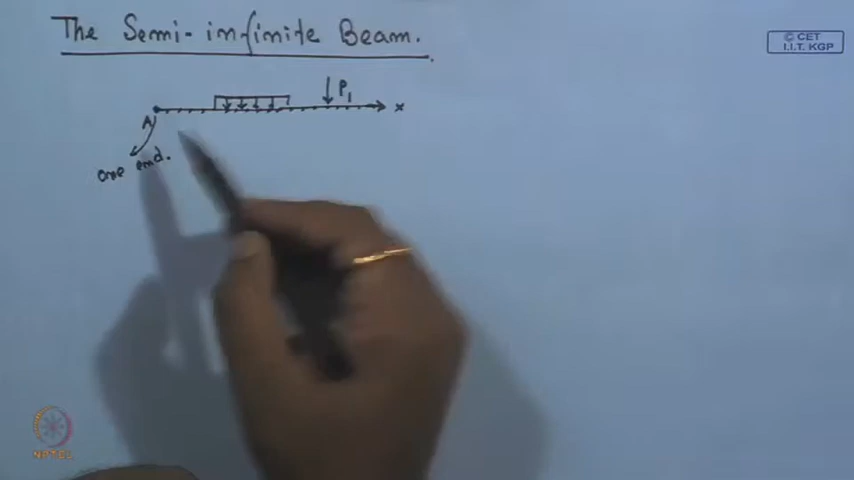 The Semi-infinite Beam.
© CET
I.I.T. KGP
P1
A
x
one end.
NPTEL